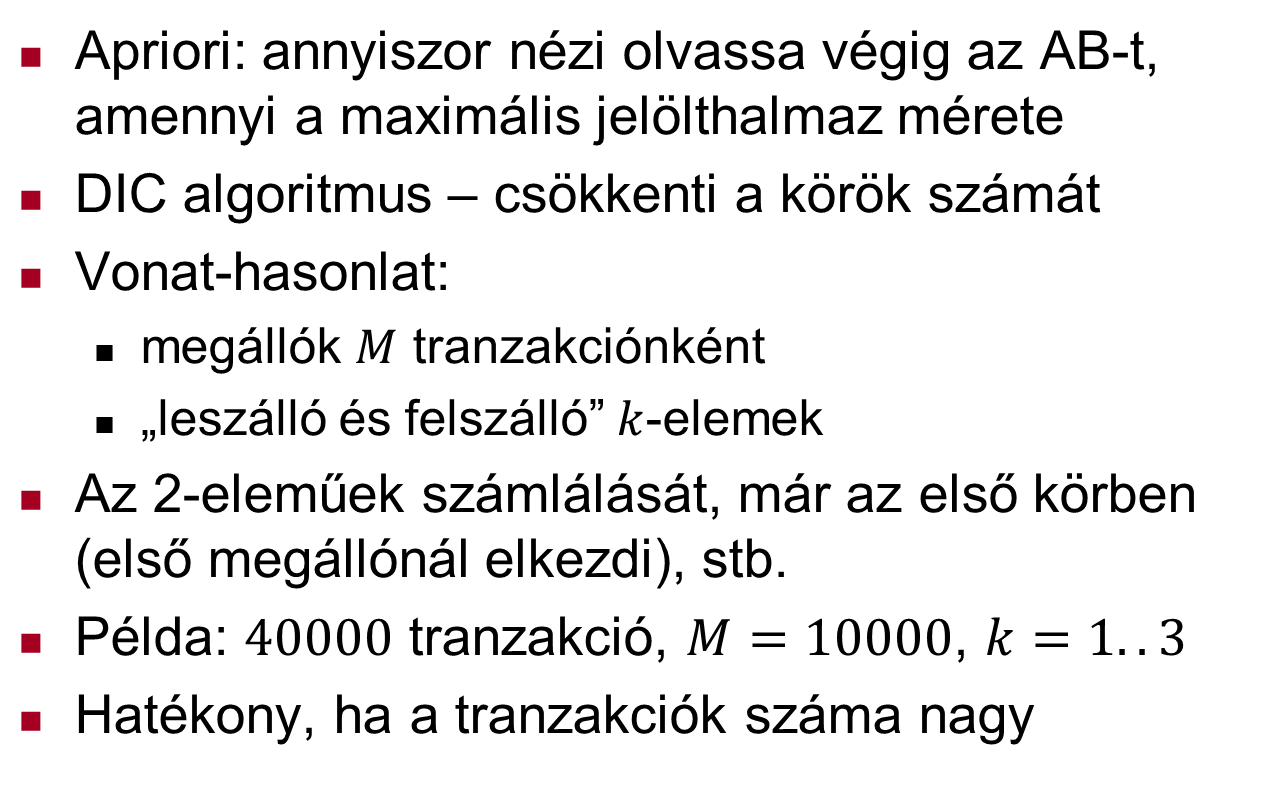 Apriori: annyiszor nézi olvassa végig az AB-t,
amennyi a maximális jelölthalmaz mérete
DIC algoritmus – csökkenti a körök számát
Vonat-hasonlat:
megállók M tranzakciónként
„leszálló és felszálló” k-elemek
Az 2-eleműek számlálását, már az első körben
(első megállónál elkezdi), stb.
Példa: 40000 tranzakció, M = 10000, k = 1..3
Hatékony, ha a tranzakciók száma nagy